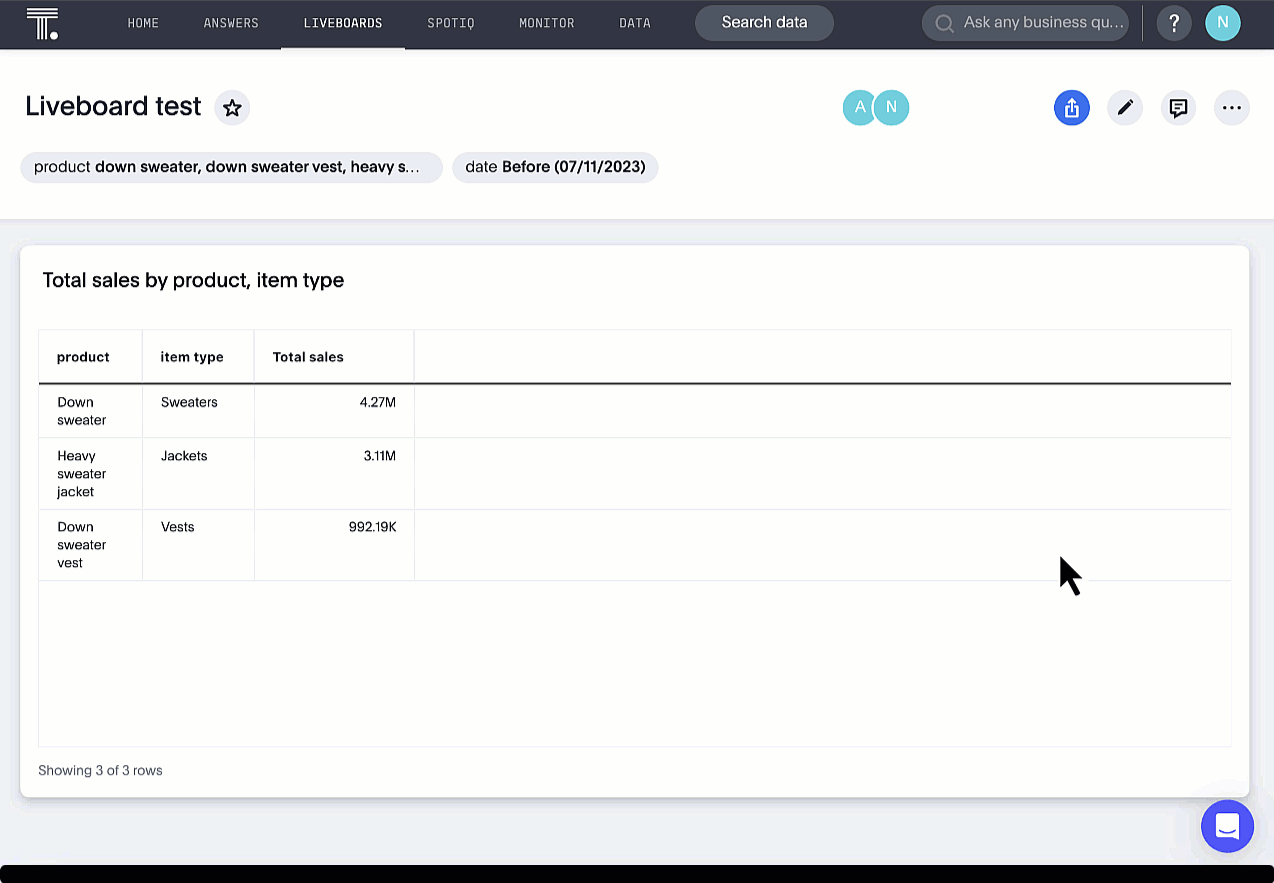 HOME ANSWERS LIVEBOARDS SPOTIQ MONITOR DATA Search data Ask any business qu... ? N
Liveboard test A N
product down sweater, down sweater vest, heavy s... date Before (07/11/2023)
Total sales by product, item type
product item type Total sales
Down Sweaters 4.27M
sweater
Heavy Jackets 3.11M
sweater
jacket
Down Vests 992.19K
sweater
vest
Showing 3 of 3 rows